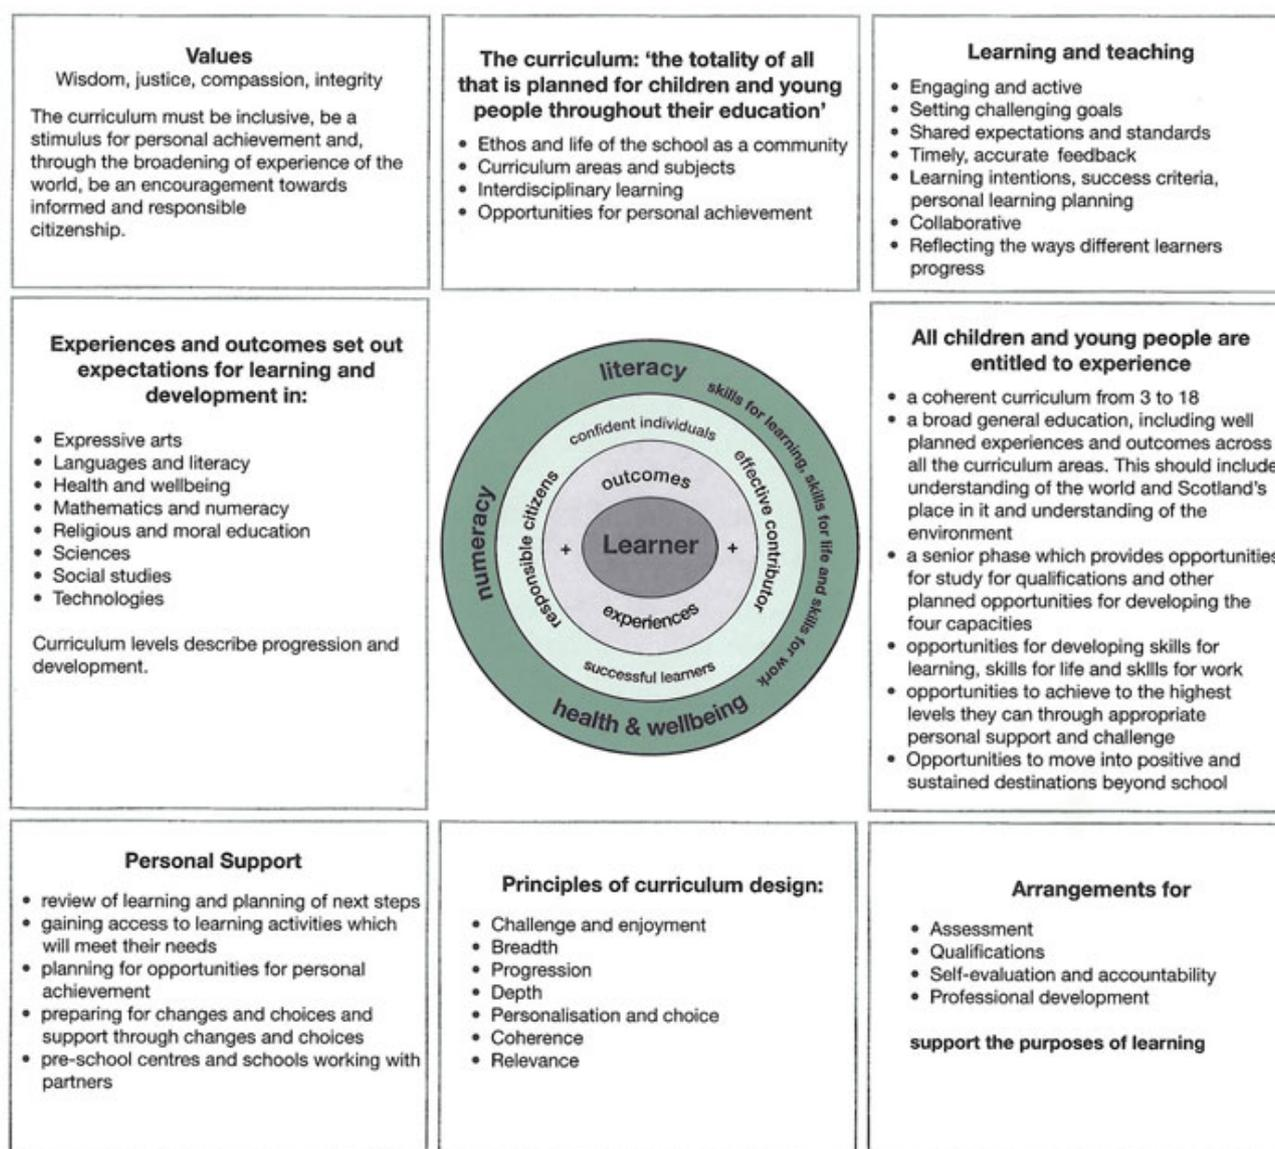 Values
Wisdom, justice, compassion, integrity
The curriculum must be inclusive, be a
stimulus for personal achievement and,
through the broadening of experience of the
world, be an encouragement towards
informed and responsible
citizenship.
The curriculum: ‘the totality of all
that is planned for children and young
people throughout their education’
• Ethos and life of the school as a community
• Curriculum areas and subjects
• Interdisciplinary learning
• Opportunities for personal achievement
Learning and teaching
• Engaging and active
• Setting challenging goals
• Shared expectations and standards
• Timely, accurate feedback
• Learning intentions, success criteria,
personal learning planning
• Collaborative
• Reflecting the ways different learners
progress
Experiences and outcomes set out
expectations for learning and
development in:
• Expressive arts
• Languages and literacy
• Health and wellbeing
• Mathematics and numeracy
• Religious and moral education
• Sciences
• Social studies
• Technologies
Curriculum levels describe progression and
development.
literacy
skills for learning, skills for life and skills for work
numeracy
health & wellbeing
confident individuals
effective contributor
responsible citizens
successful learners
outcomes
+ Learner +
experiences
All children and young people are
entitled to experience
• a coherent curriculum from 3 to 18
• a broad general education, including well
planned experiences and outcomes across
all the curriculum areas. This should include
understanding of the world and Scotland's
place in it and understanding of the
environment
• a senior phase which provides opportunities
for study for qualifications and other
planned opportunities for developing the
four capacities
• opportunities for developing skills for
learning, skills for life and skills for work
• opportunities to achieve to the highest
levels they can through appropriate
personal support and challenge
• Opportunities to move into positive and
sustained destinations beyond school
Personal Support
• review of learning and planning of next steps
• gaining access to learning activities which
will meet their needs
• planning for opportunities for personal
achievement
• preparing for changes and choices and
support through changes and choices
• pre-school centres and schools working with
partners
Principles of curriculum design:
• Challenge and enjoyment
• Breadth
• Progression
• Depth
• Personalisation and choice
• Coherence
• Relevance
Arrangements for
• Assessment
• Qualifications
• Self-evaluation and accountability
• Professional development
support the purposes of learning